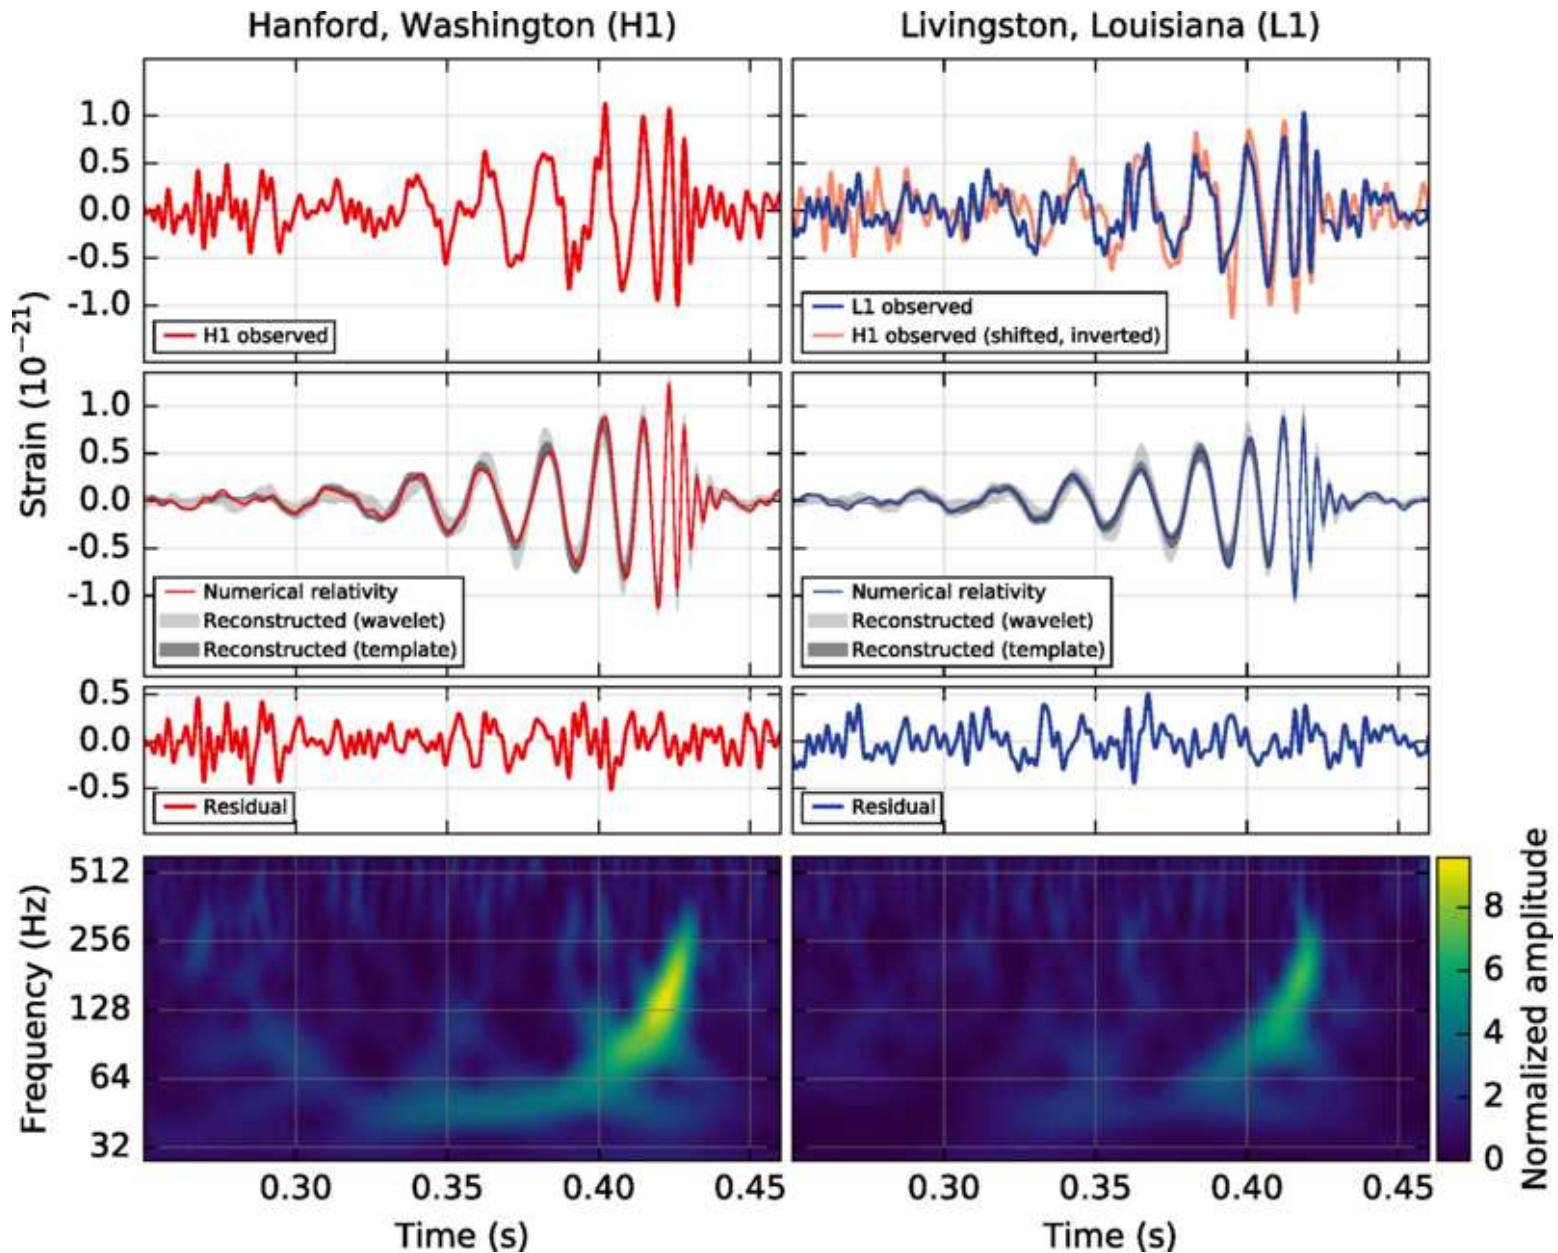 Hanford, Washington (H1)
Livingston, Louisiana (L1)
Strain (10⁻²¹)
1.0
0.5
0.0
-0.5
-1.0
H1 observed
L1 observed
H1 observed (shifted, inverted)
1.0
0.5
0.0
-0.5
-1.0
Numerical relativity
Reconstructed (wavelet)
Reconstructed (template)
Numerical relativity
Reconstructed (wavelet)
Reconstructed (template)
0.5
0.0
-0.5
Residual
Residual
Frequency (Hz)
512
256
128
64
32
Normalized amplitude
8
6
4
2
0
0.30 0.35 0.40 0.45
0.30 0.35 0.40 0.45
Time (s)
Time (s)